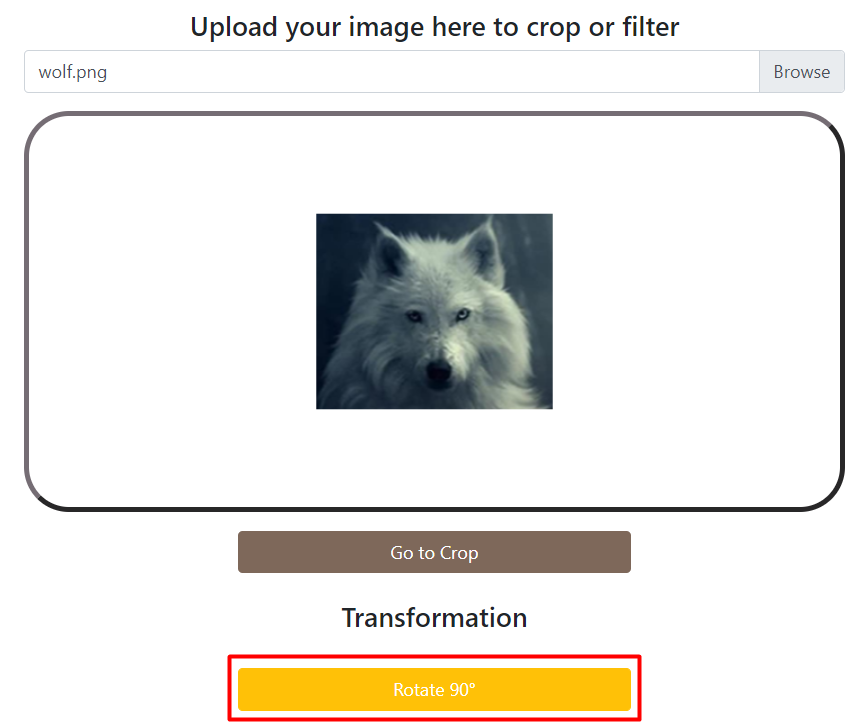 Upload your image here to crop or filter
wolf.png
Browse
Go to Crop
Transformation
Rotate 90°